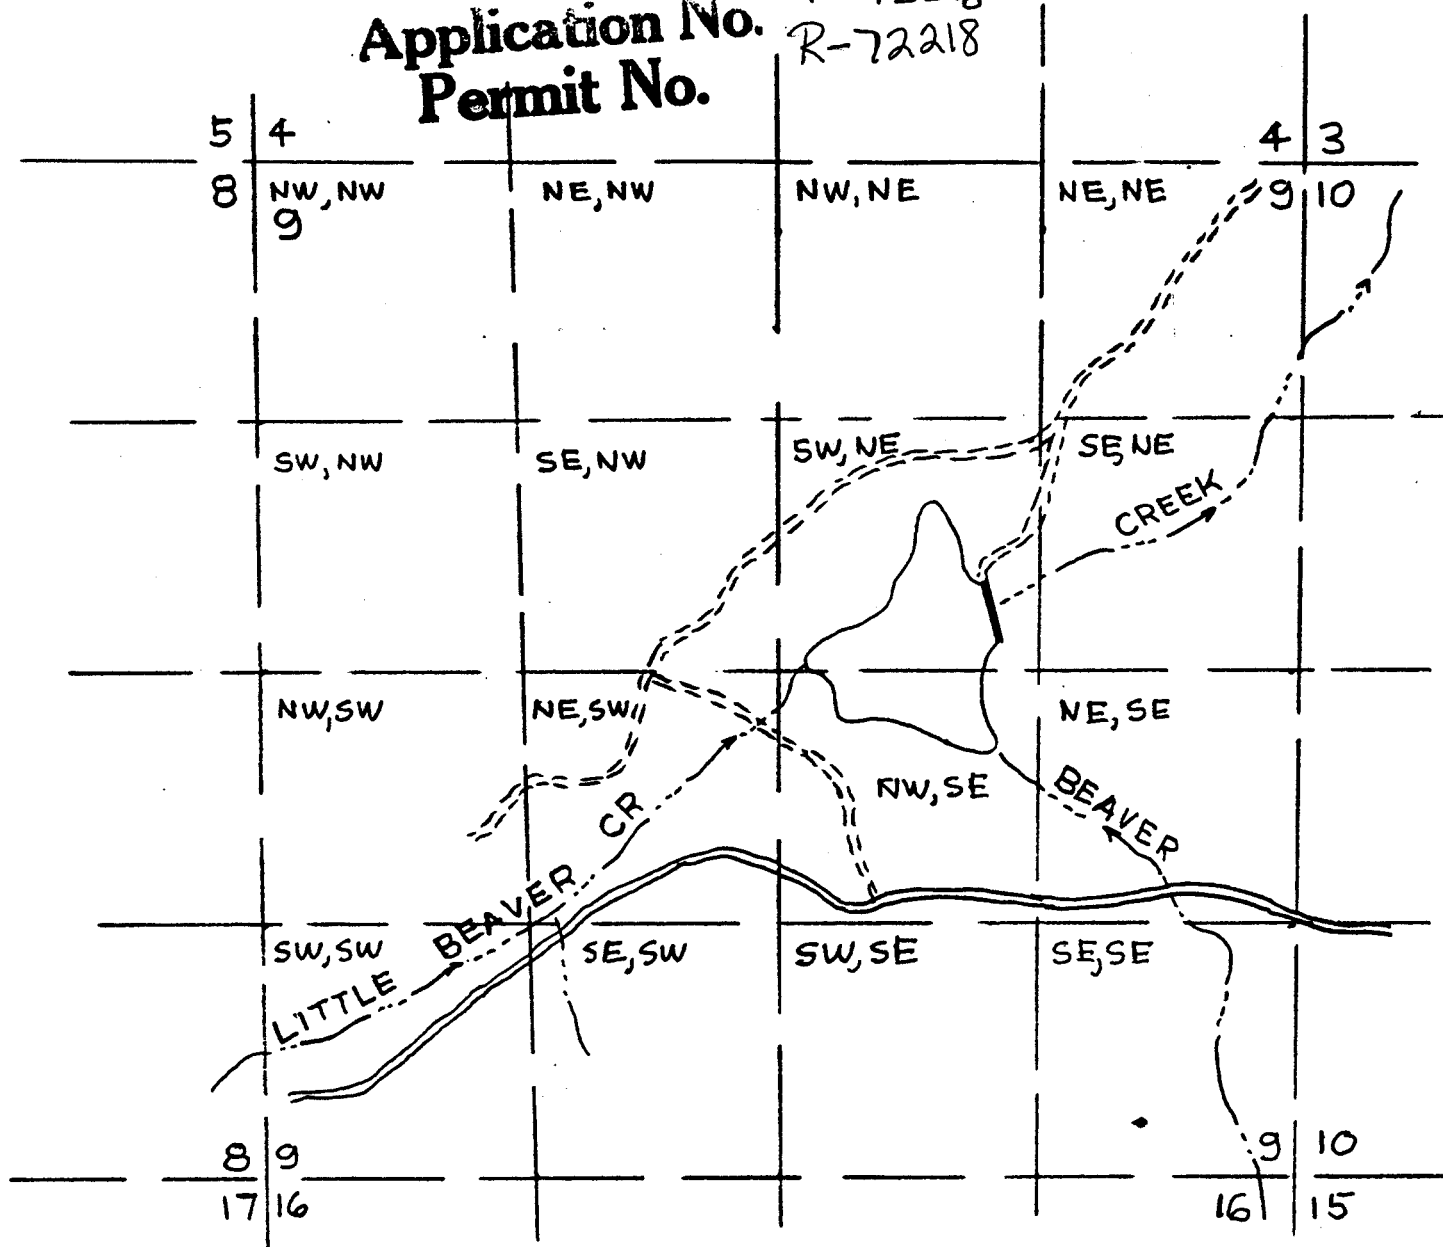 Application No.
R-72218
Permit No.
5 4
4 3
8 NW,NW NE,NW NW,NE NE,NE 9 10
9
SW,NW SE,NW SW,NE SE,NE
CREEK
NW,SW NE,SW NE,SE
NW,SE
BEAVER
LITTLE BEAVER CR
SW,SW SE,SW SW,SE SE,SE
8 9
9 10
17 16
16 15